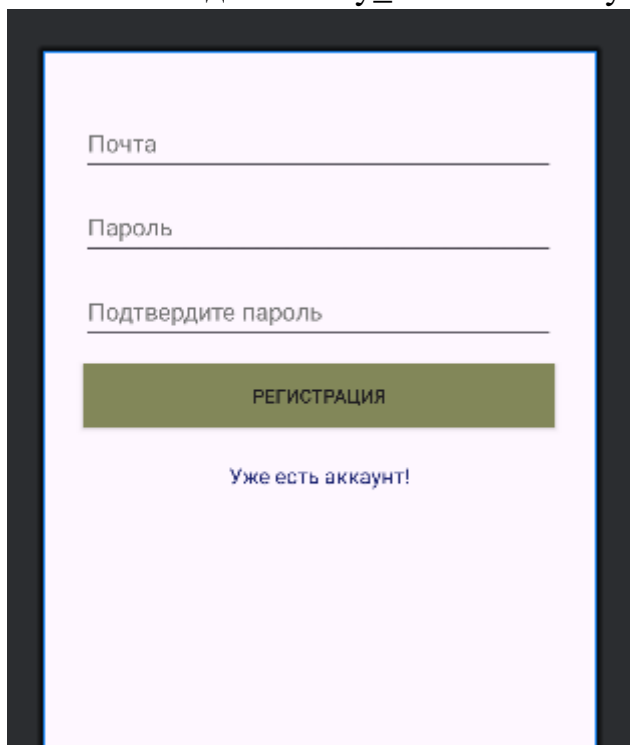 Почта
Пароль
Подтвердите пароль
РЕГИСТРАЦИЯ
Уже есть аккаунт!